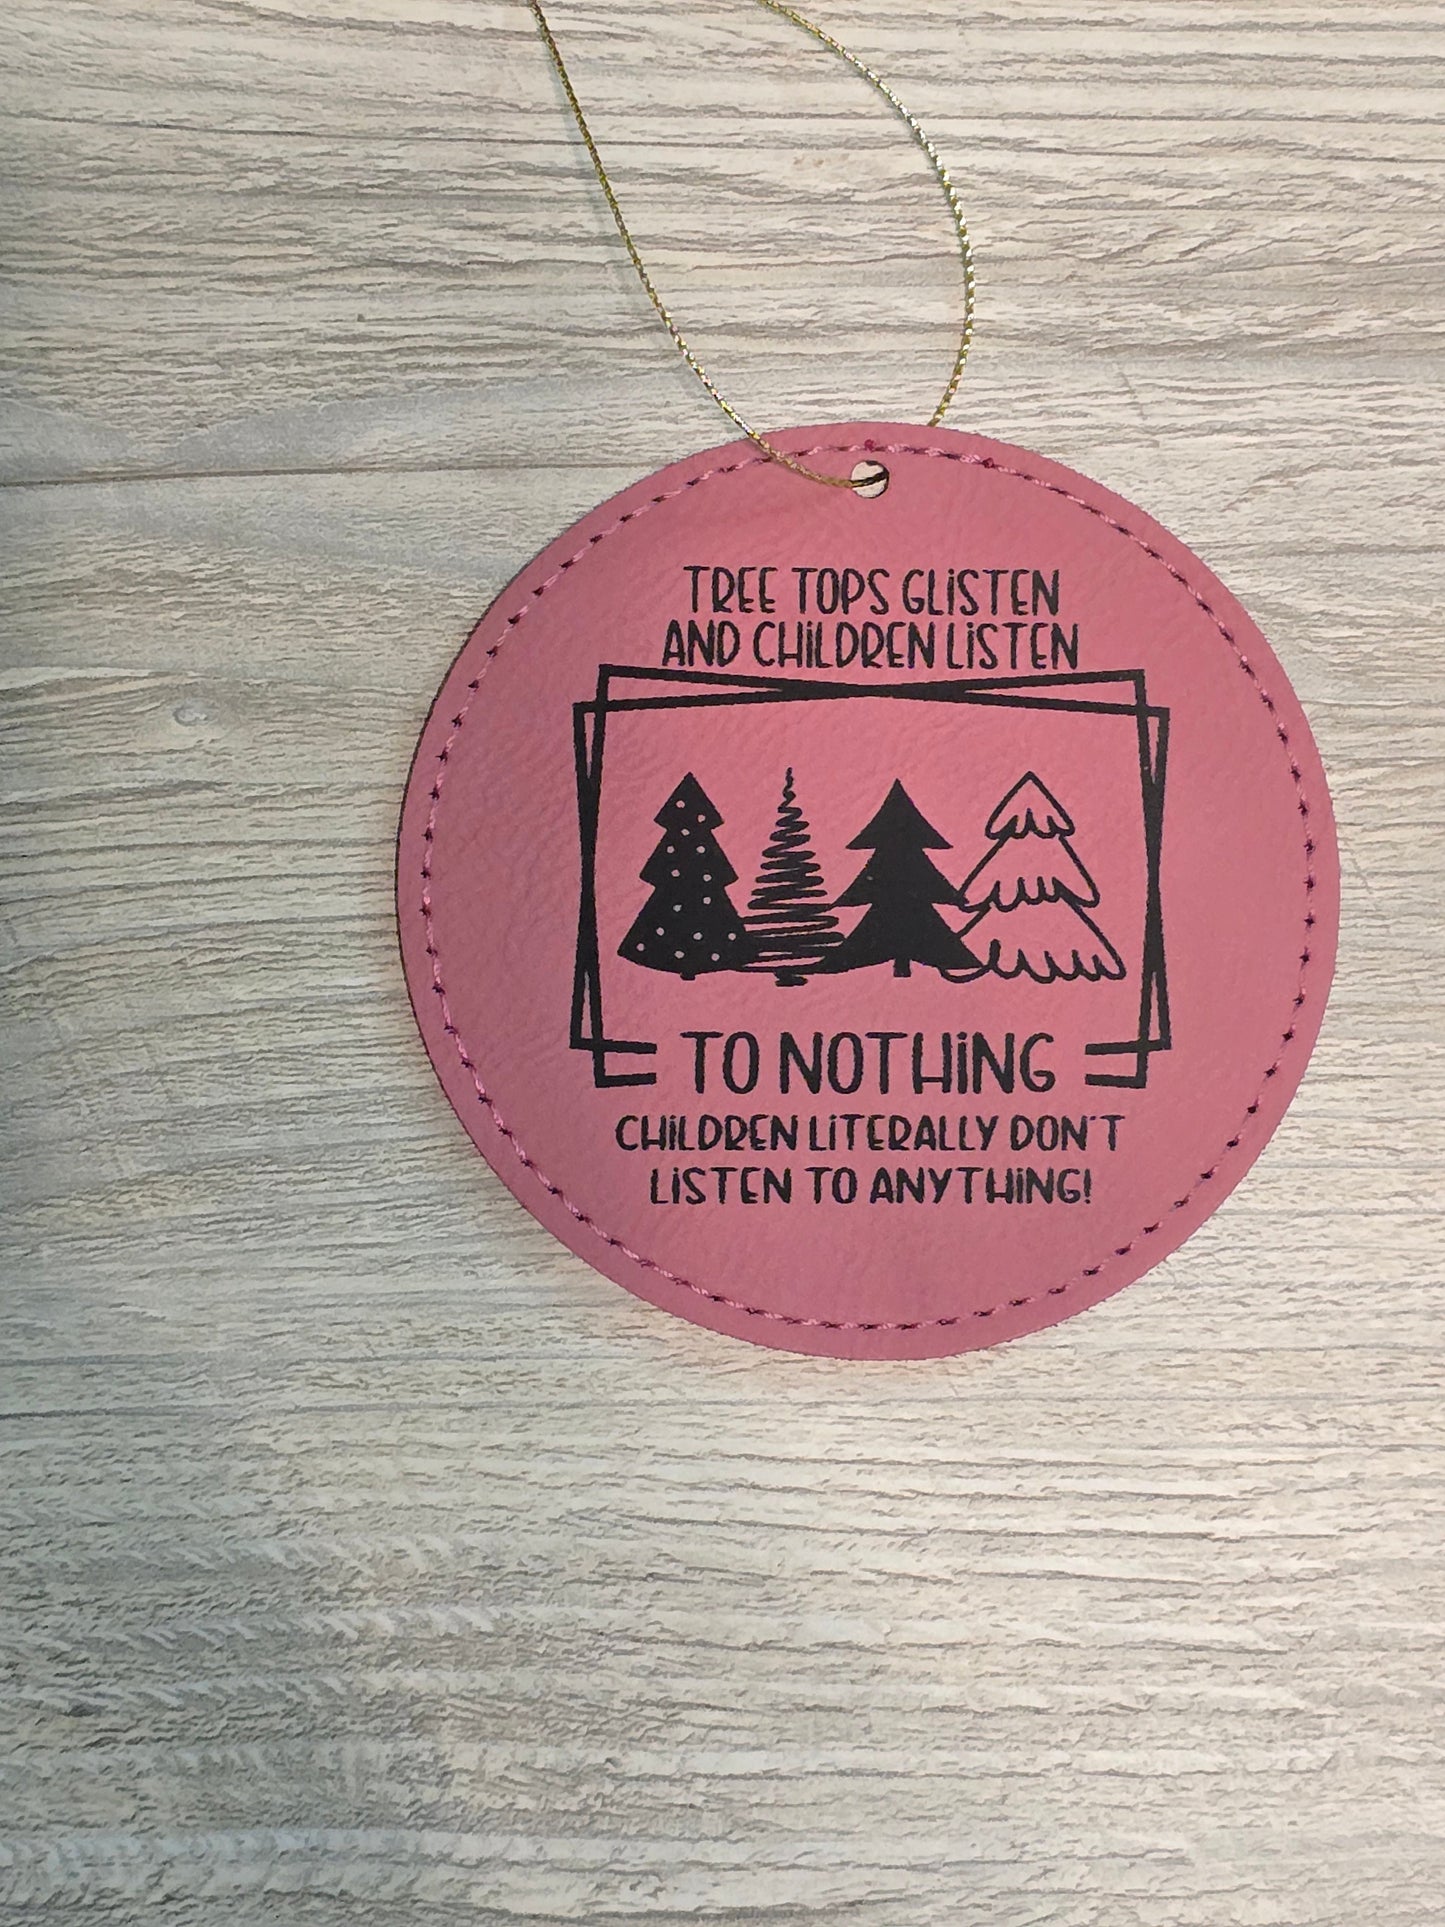 TREE TOPS GLISTEN
AND CHILDREN LISTEN
TO NOTHING
CHILDREN LITERALLY DON'T
LISTEN TO ANYTHING!